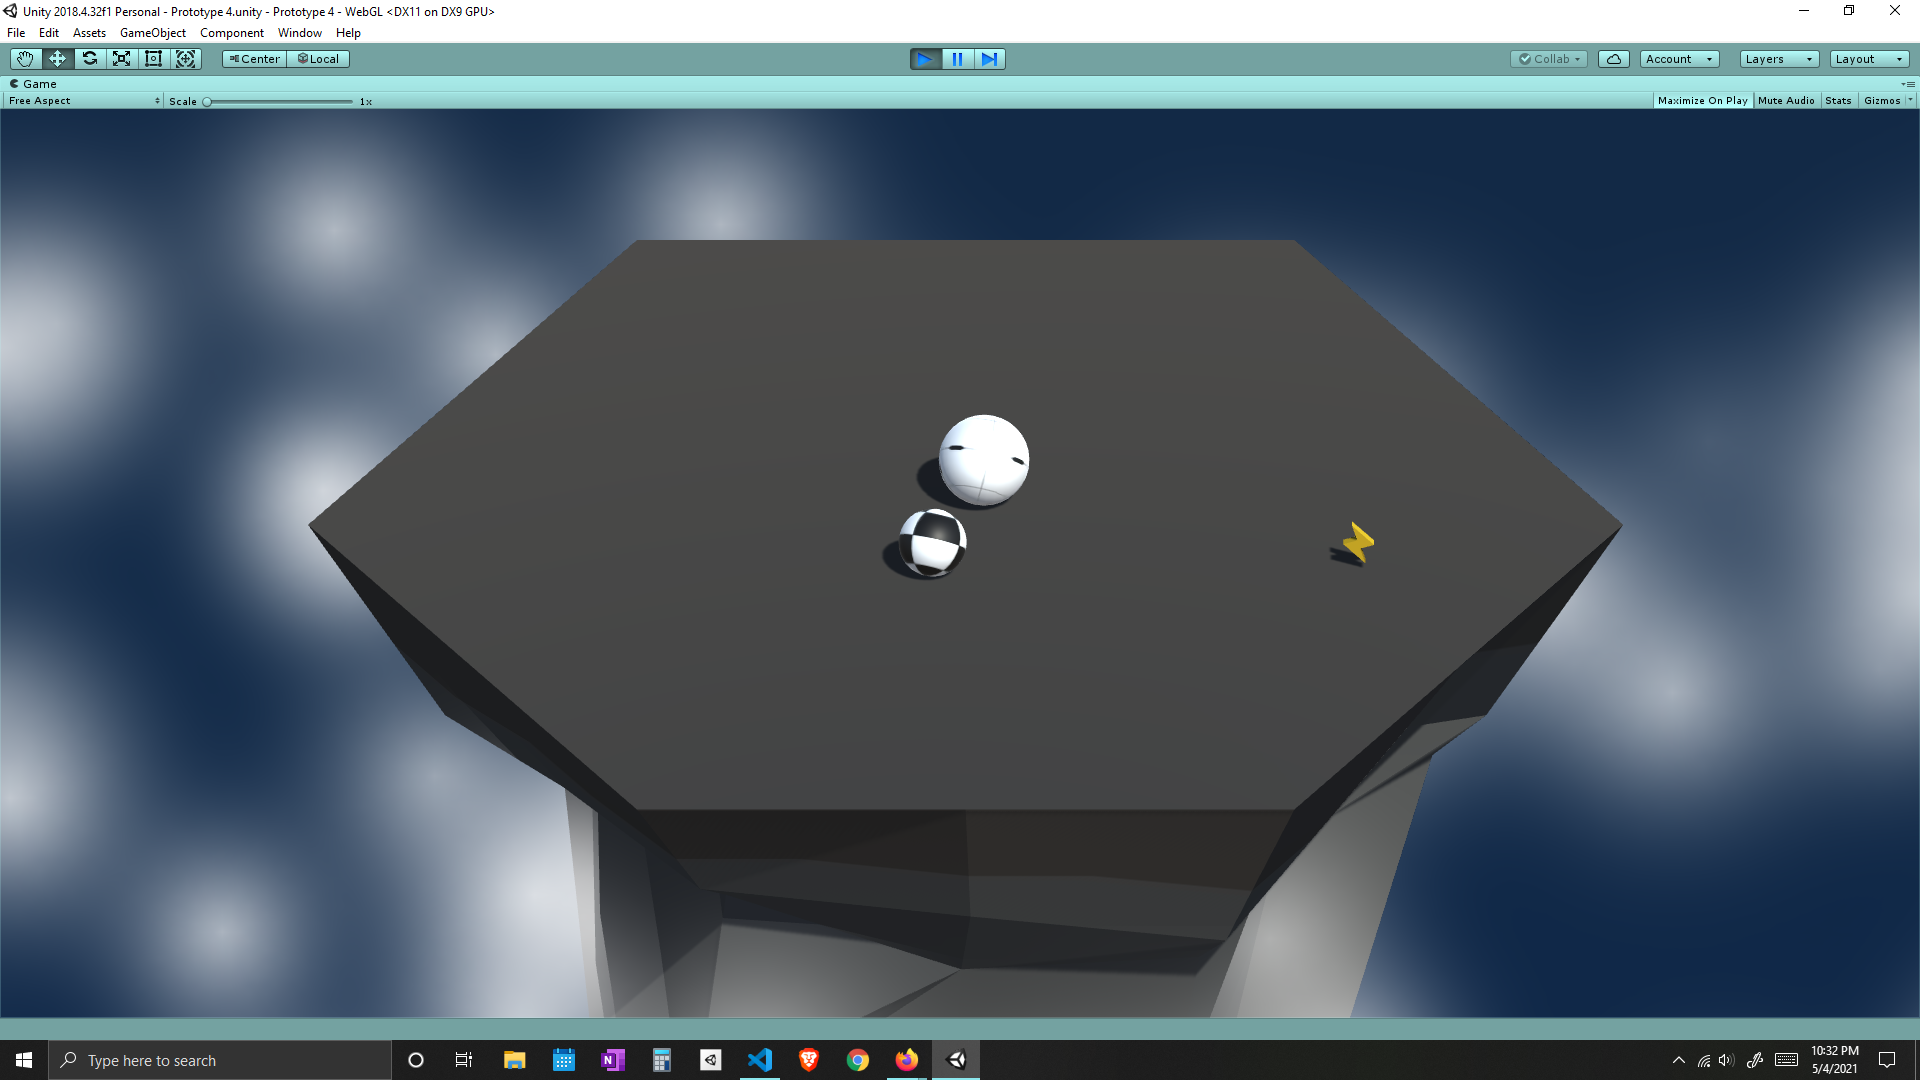 Unity 2018.4.32f1 Personal - Prototype 4.unity - Prototype 4 - WebGL <DX11 on DX9 GPU>
File Edit Assets GameObject Component Window Help
Center Local Collab Account Layers Layout
Game
Free Aspect Scale 1x Maximize On Play Mute Audio Stats Gizmos
Type here to search
N
10:32 PM
5/4/2021